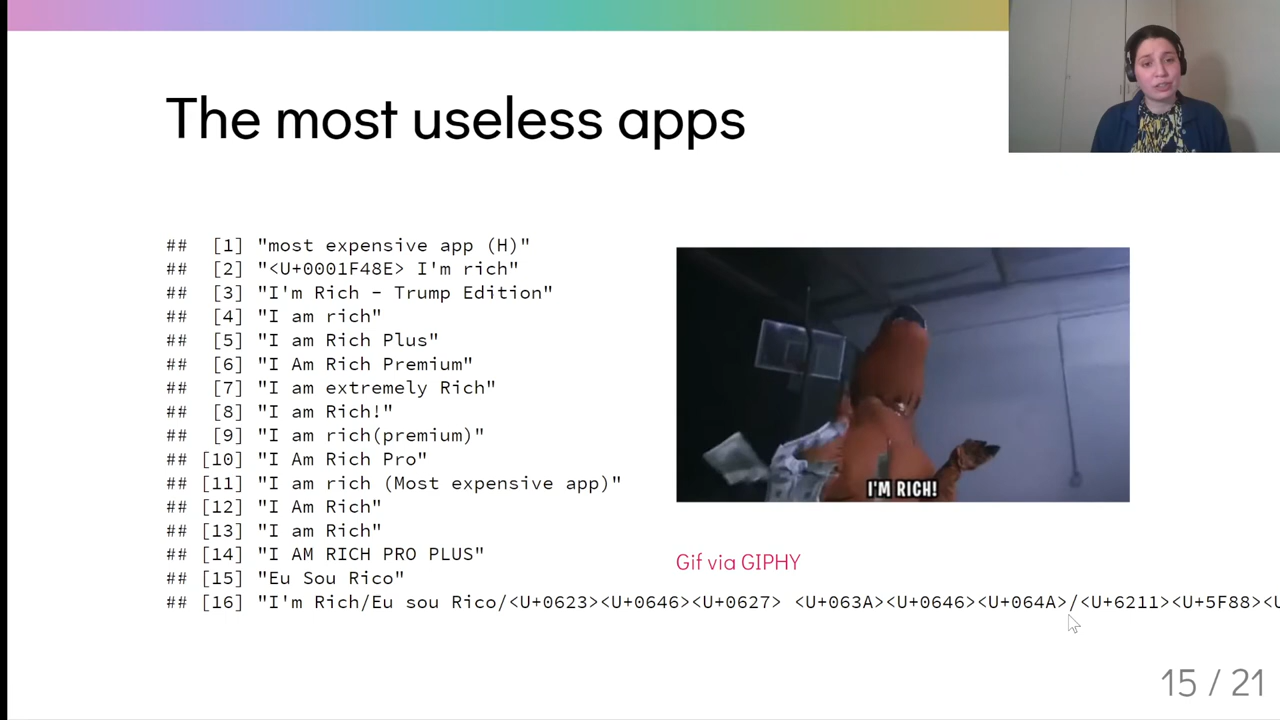 The most useless apps
## [1] "most expensive app (H)"
## [2] "<U+0001F48E> I'm rich"
## [3] "I'm Rich - Trump Edition"
## [4] "I am rich"
## [5] "I am Rich Plus"
## [6] "I Am Rich Premium"
## [7] "I am extremely Rich"
## [8] "I am Rich!"
## [9] "I am rich(premium)"
## [10] "I Am Rich Pro"
## [11] "I am rich (Most expensive app)"
## [12] "I Am Rich"
## [13] "I am Rich"
## [14] "I AM RICH PRO PLUS"
## [15] "Eu Sou Rico"
## [16] "I'm Rich/Eu sou Rico/<U+0623><U+0646><U+0627> <U+063A><U+0646><U+064A>/<U+6211><U+5F88><U
I'M RICH!
Gif via GIPHY
15 / 21